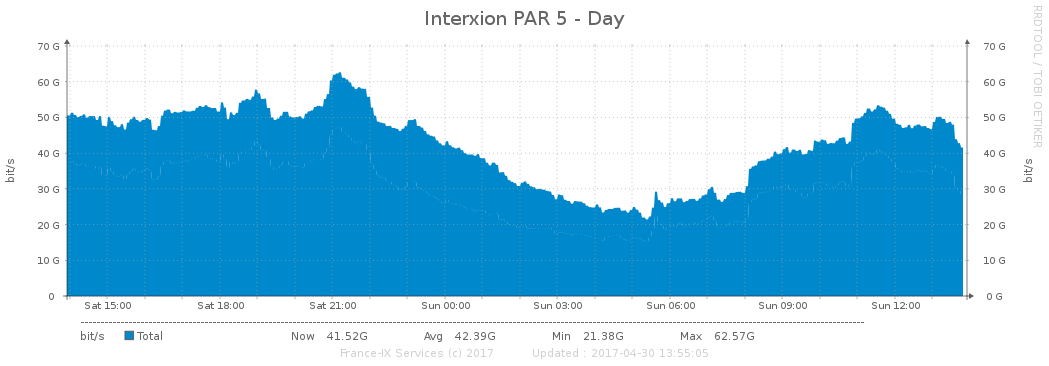 Interxion PAR 5 - Day
RRDTOOL / TOBI OETIKER
bit/s
70 G 70 G
60 G 60 G
50 G 50 G
40 G 40 G
30 G 30 G
20 G 20 G
10 G 10 G
0 0 G
bit/s
Sat 15:00 Sat 18:00 Sat 21:00 Sun 00:00 Sun 03:00 Sun 06:00 Sun 09:00 Sun 12:00
bit/s Total Now 41.52G Avg 42.39G Min 21.38G Max 62.57G
France-IX Services (c) 2017 Updated : 2017-04-30 13:55:05